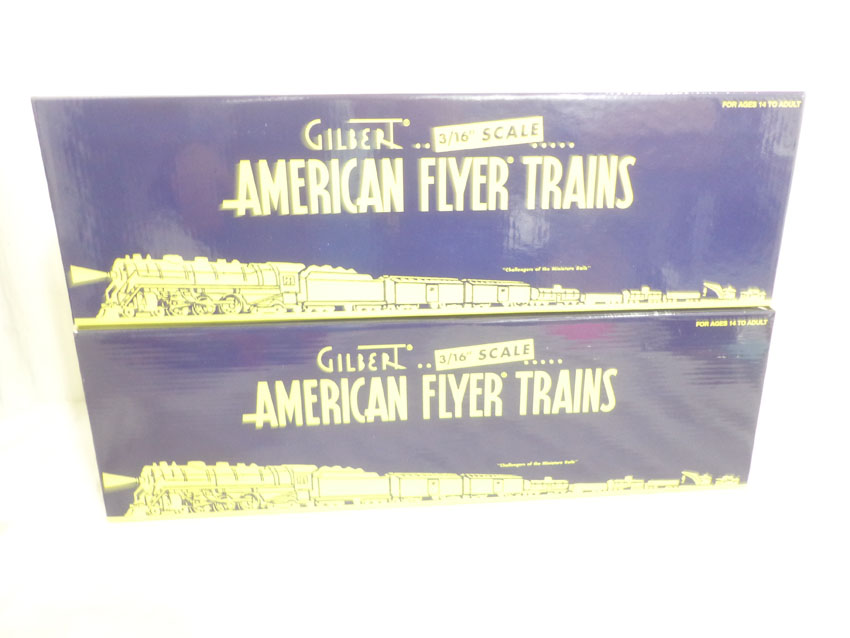 FOR AGES 14 TO ADULT
GILBERT® .. 3/16" SCALE .....
AMERICAN FLYER® TRAINS
"Challengers of the Miniature Rails"
FOR AGES 14 TO ADULT
GILBERT® .. 3/16" SCALE .....
AMERICAN FLYER® TRAINS
"Challengers of the Miniature Rails"